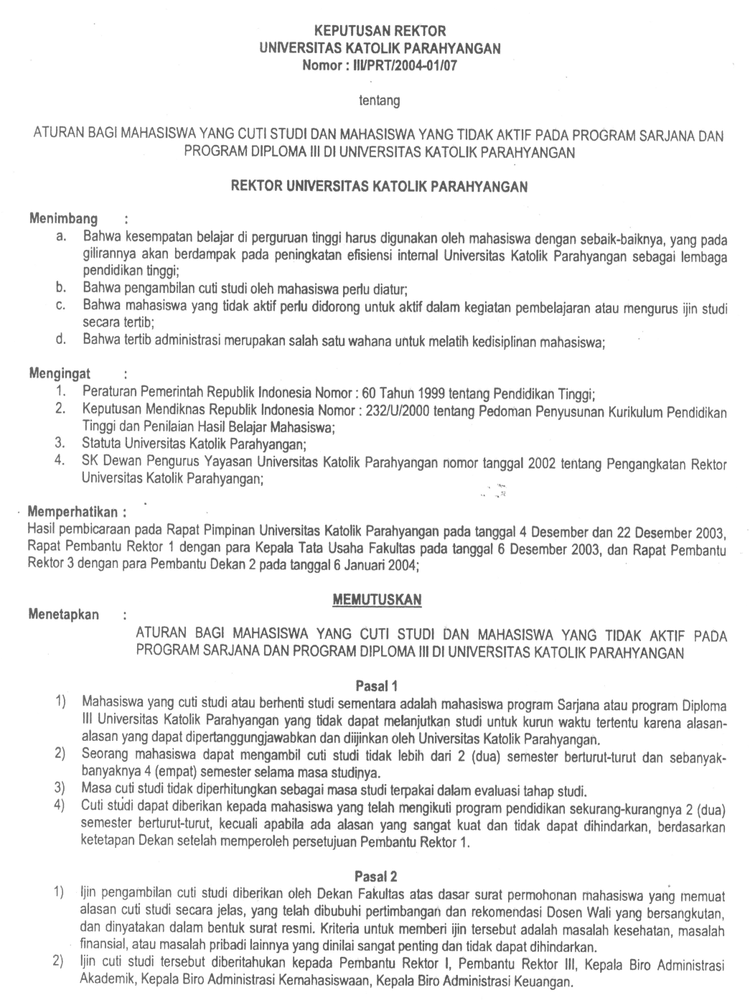 KEPUTUSAN REKTOR
UNIVERSITAS KATOLIK PARAHYANGAN
Nomor : III/PRT/2004-01/07
tentang
ATURAN BAGI MAHASISWA YANG CUTI STUDI DAN MAHASISWA YANG TIDAK AKTIF PADA PROGRAM SARJANA DAN
PROGRAM DIPLOMA III DI UNIVERSITAS KATOLIK PARAHYANGAN
REKTOR UNIVERSITAS KATOLIK PARAHYANGAN
Menimbang :
a. Bahwa kesempatan belajar di perguruan tinggi harus digunakan oleh mahasiswa dengan sebaik-baiknya, yang pada
gilirannya akan berdampak pada peningkatan efisiensi internal Universitas Katolik Parahyangan sebagai lembaga
pendidikan tinggi;
b. Bahwa pengambilan cuti studi oleh mahasiswa perlu diatur;
c. Bahwa mahasiswa yang tidak aktif perlu didorong untuk aktif dalam kegiatan pembelajaran atau mengurus ijin studi
secara tertib;
d. Bahwa tertib administrasi merupakan salah satu wahana untuk melatih kedisiplinan mahasiswa;
Mengingat :
1. Peraturan Pemerintah Republik Indonesia Nomor : 60 Tahun 1999 tentang Pendidikan Tinggi;
2. Keputusan Mendiknas Republik Indonesia Nomor : 232/U/2000 tentang Pedoman Penyusunan Kurikulum Pendidikan
Tinggi dan Penilaian Hasil Belajar Mahasiswa;
3. Statuta Universitas Katolik Parahyangan;
4. SK Dewan Pengurus Yayasan Universitas Katolik Parahyangan nomor tanggal 2002 tentang Pengangkatan Rektor
Universitas Katolik Parahyangan;
Memperhatikan :
Hasil pembicaraan pada Rapat Pimpinan Universitas Katolik Parahyangan pada tanggal 4 Desember dan 22 Desember 2003,
Rapat Pembantu Rektor 1 dengan para Kepala Tata Usaha Fakultas pada tanggal 6 Desember 2003, dan Rapat Pembantu
Rektor 3 dengan para Pembantu Dekan 2 pada tanggal 6 Januari 2004;
MEMUTUSKAN
Menetapkan :
ATURAN BAGI MAHASISWA YANG CUTI STUDI DAN MAHASISWA YANG TIDAK AKTIF PADA
PROGRAM SARJANA DAN PROGRAM DIPLOMA III DI UNIVERSITAS KATOLIK PARAHYANGAN
Pasal 1
1) Mahasiswa yang cuti studi atau berhenti studi sementara adalah mahasiswa program Sarjana atau program Diploma
III Universitas Katolik Parahyangan yang tidak dapat melanjutkan studi untuk kurun waktu tertentu karena alasan-
alasan yang dapat dipertanggungjawabkan dan diijinkan oleh Universitas Katolik Parahyangan.
2) Seorang mahasiswa dapat mengambil cuti studi tidak lebih dari 2 (dua) semester berturut-turut dan sebanyak-
banyaknya 4 (empat) semester selama masa studinya.
3) Masa cuti studi tidak diperhitungkan sebagai masa studi terpakai dalam evaluasi tahap studi.
4) Cuti studi dapat diberikan kepada mahasiswa yang telah mengikuti program pendidikan sekurang-kurangnya 2 (dua)
semester berturut-turut, kecuali apabila ada alasan yang sangat kuat dan tidak dapat dihindarkan, berdasarkan
ketetapan Dekan setelah memperoleh persetujuan Pembantu Rektor 1.
Pasal 2
1) Ijin pengambilan cuti studi diberikan oleh Dekan Fakultas atas dasar surat permohonan mahasiswa yang memuat
alasan cuti studi secara jelas, yang telah dibubuhi pertimbangan dan rekomendasi Dosen Wali yang bersangkutan,
dan dinyatakan dalam bentuk surat resmi. Kriteria untuk memberi ijin tersebut adalah masalah kesehatan, masalah
finansial, atau masalah pribadi lainnya yang dinilai sangat penting dan tidak dapat dihindarkan.
2) Ijin cuti studi tersebut diberitahukan kepada Pembantu Rektor I, Pembantu Rektor III, Kepala Biro Administrasi
Akademik, Kepala Biro Administrasi Kemahasiswaan, Kepala Biro Administrasi Keuangan.